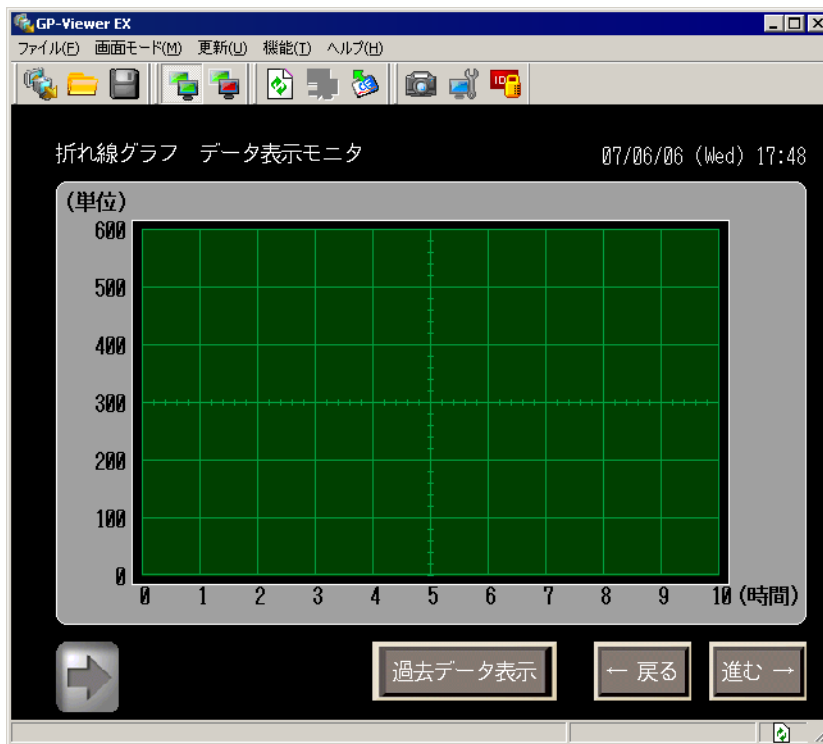 GP-Viewer EX
ファイル(F) 画面モード(M) 更新(U) 機能(I) ヘルプ(H)
ID
折れ線グラフ データ表示モニタ 07/06/06 (Wed) 17:48
(単位)
600
500
400
300
200
100
0
0 1 2 3 4 5 6 7 8 9 10 (時間)
過去データ表示 ← 戻る 進む →